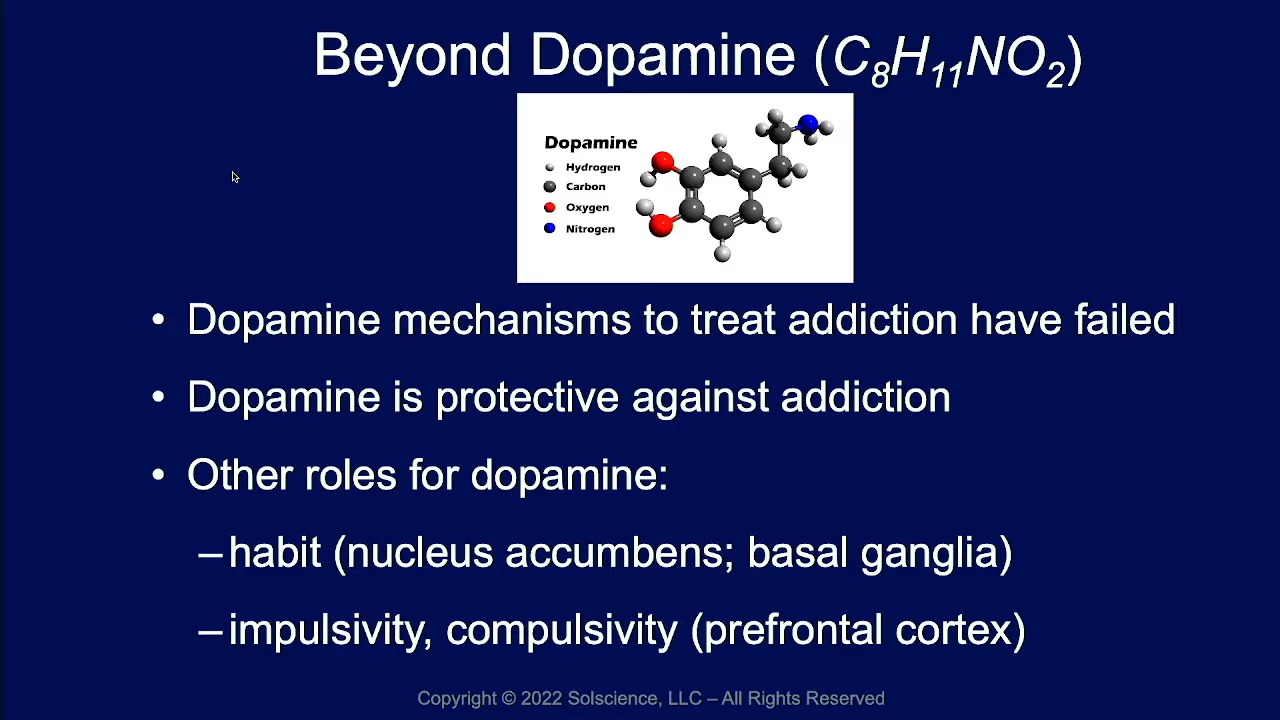 Beyond Dopamine (C₈H₁₁NO₂)
Dopamine
Hydrogen
Carbon
Oxygen
Nitrogen
• Dopamine mechanisms to treat addiction have failed
• Dopamine is protective against addiction
• Other roles for dopamine:
–habit (nucleus accumbens; basal ganglia)
–impulsivity, compulsivity (prefrontal cortex)
Copyright © 2022 Solscience, LLC – All Rights Reserved